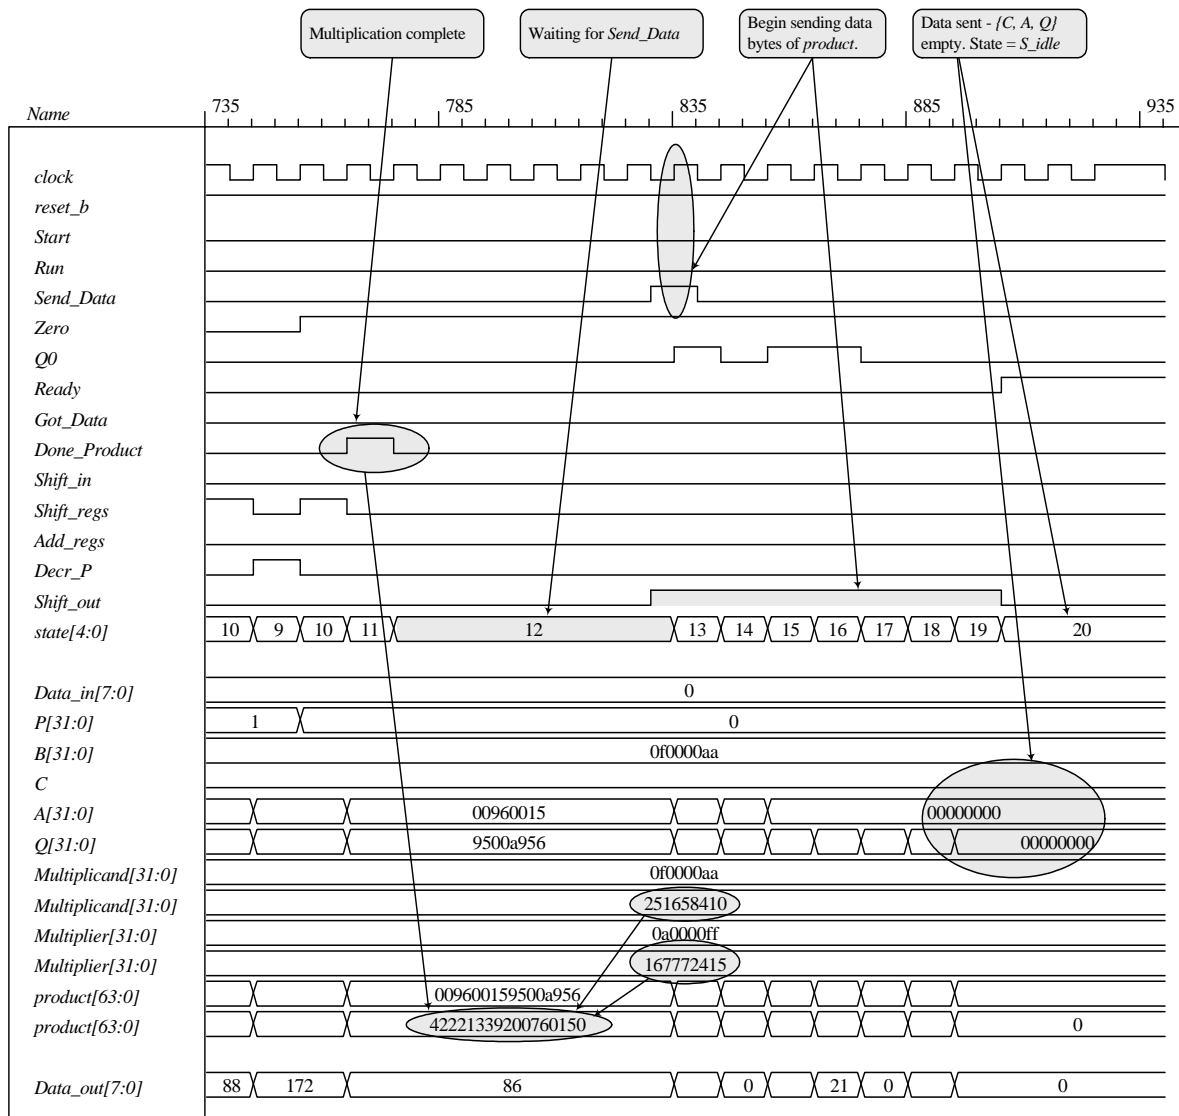 Multiplication complete
Waiting for Send_Data
Begin sending data
bytes of product.
Data sent - {C, A, Q}
empty. State = S_idle
Name 735 785 835 885 935
clock
reset_b
Start
Run
Send_Data
Zero
Q0
Ready
Got_Data
Done_Product
Shift_in
Shift_regs
Add_regs
Decr_P
Shift_out
state[4:0] 10 9 10 11 12 13 14 15 16 17 18 19 20
Data_in[7:0] 0
P[31:0] 1 0
B[31:0] 0f0000aa
C
A[31:0] 00960015 00000000
Q[31:0] 9500a956 00000000
Multiplicand[31:0] 0f0000aa
Multiplicand[31:0] 251658410
Multiplier[31:0] 0a0000ff
Multiplier[31:0] 167772415
product[63:0] 009600159500a956
product[63:0] 42221339200760150 0
Data_out[7:0] 88 172 86 0 21 0 0